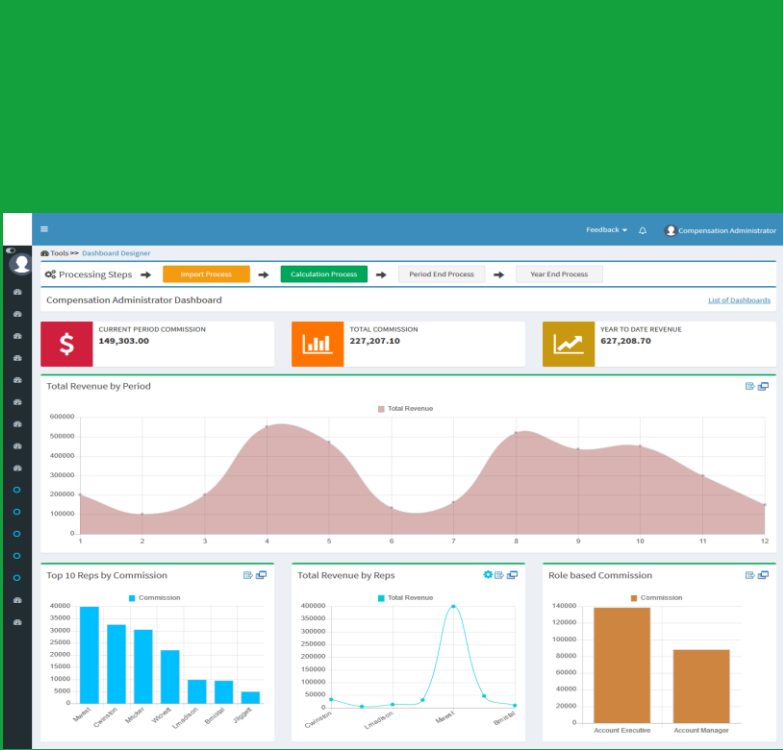 Feedback
Compensation Administrator
Tools >> Dashboard Designer
Processing Steps Import Process Calculation Process Period End Process Year End Process
Compensation Administrator Dashboard List of Dashboards
CURRENT PERIOD COMMISSION
149,303.00
TOTAL COMMISSION
227,207.10
YEAR TO DATE REVENUE
627,208.70
Total Revenue by Period
Total Revenue
600000
500000
400000
300000
200000
100000
0
1 2 3 4 5 6 7 8 9 10 11 12
Top 10 Reps by Commission
Commission
40000
35000
30000
25000
20000
15000
10000
5000
0
Cwinston
Lmadison
Total Revenue by Reps
Total Revenue
400000
350000
300000
250000
200000
150000
100000
50000
0
Cwinston
Lmadison
Role based Commission
Commission
140000
120000
100000
80000
60000
40000
20000
0
Account Executive Account Manager